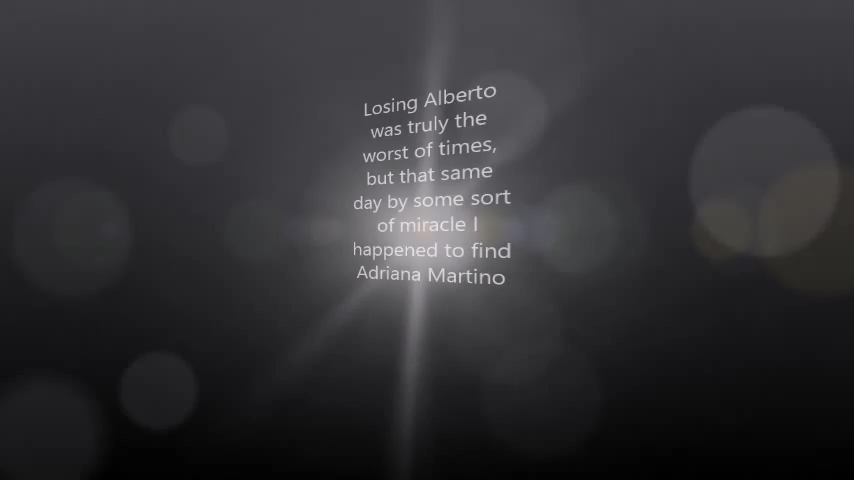 Losing Alberto
was truly the
worst of times,
but that same
day by some sort
of miracle I
happened to find
Adriana Martino